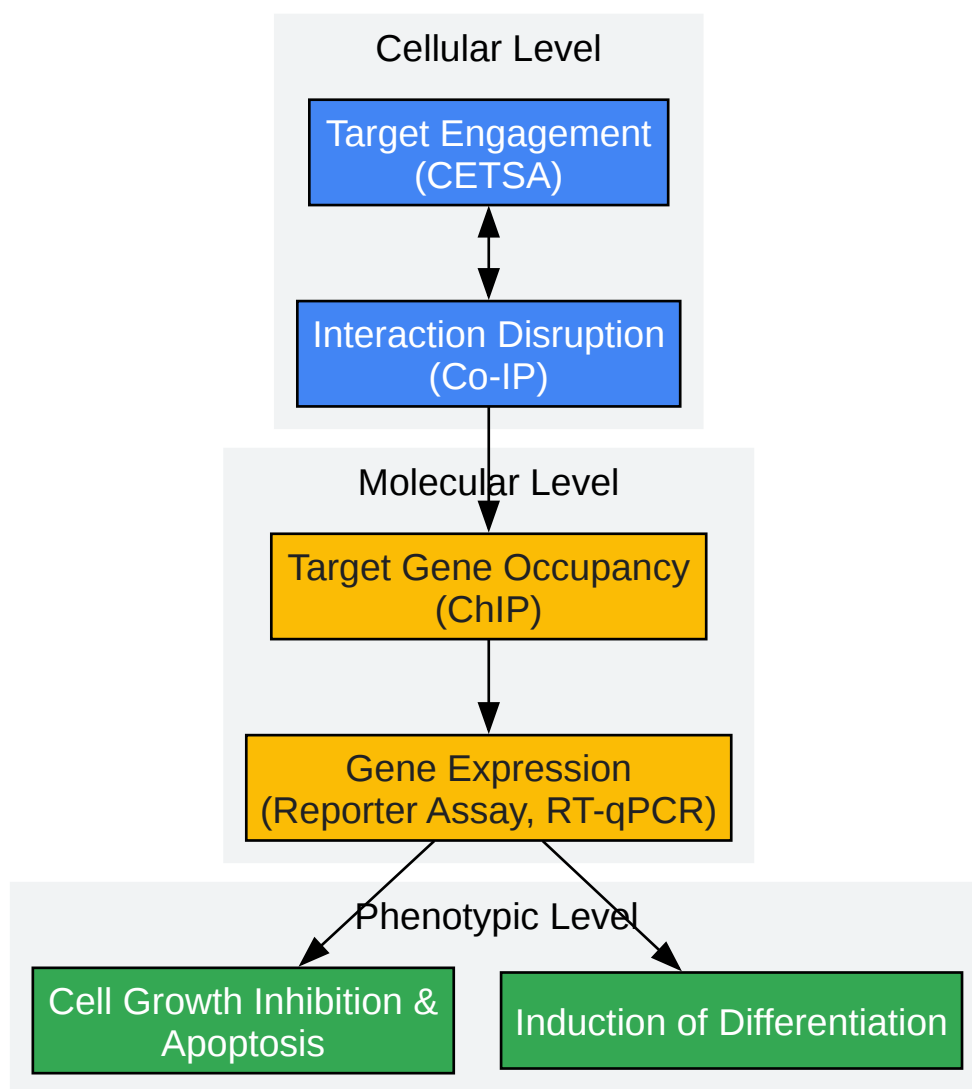 Cellular Level
Target Engagement
(CETSA)
Interaction Disruption
(Co-IP)
Molecular Level
Target Gene Occupancy
(ChIP)
Gene Expression
(Reporter Assay, RT-qPCR)
Phenotypic Level
Cell Growth Inhibition &
Apoptosis
Induction of Differentiation